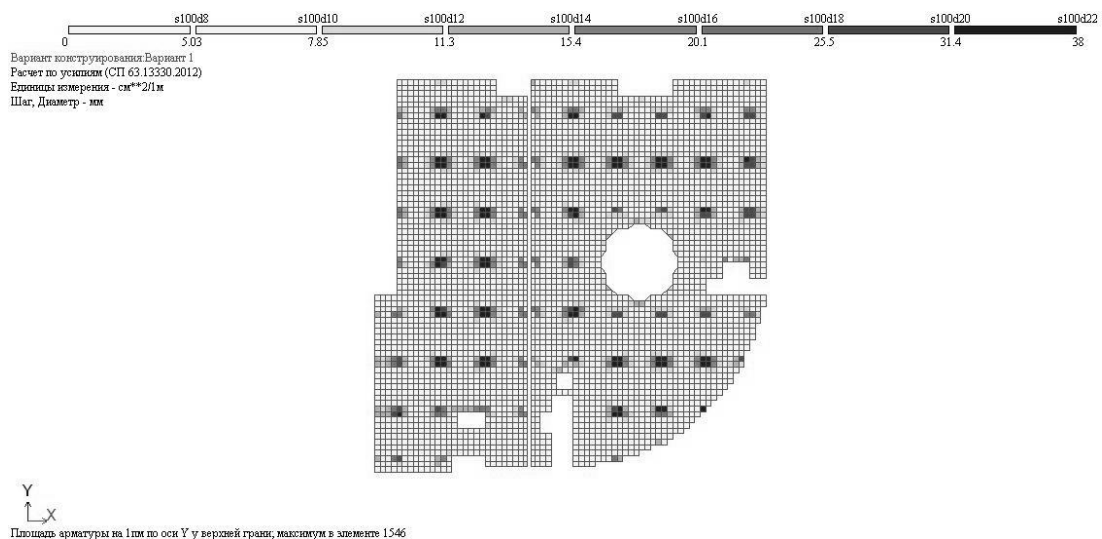 s100d8 s100d10 s100d12 s100d14 s100d16 s100d18 s100d20 s100d22
0 5.03 7.85 11.3 15.4 20.1 25.5 31.4 38
Вариант конструирования:Вариант 1
Расчет по усилиям (СП 63.13330.2012)
Единицы измерения - см**2/1м
Шаг, Диаметр - мм
Y
X
Площадь арматуры на 1пм по оси Y у верхней грани; максимум в элементе 1546